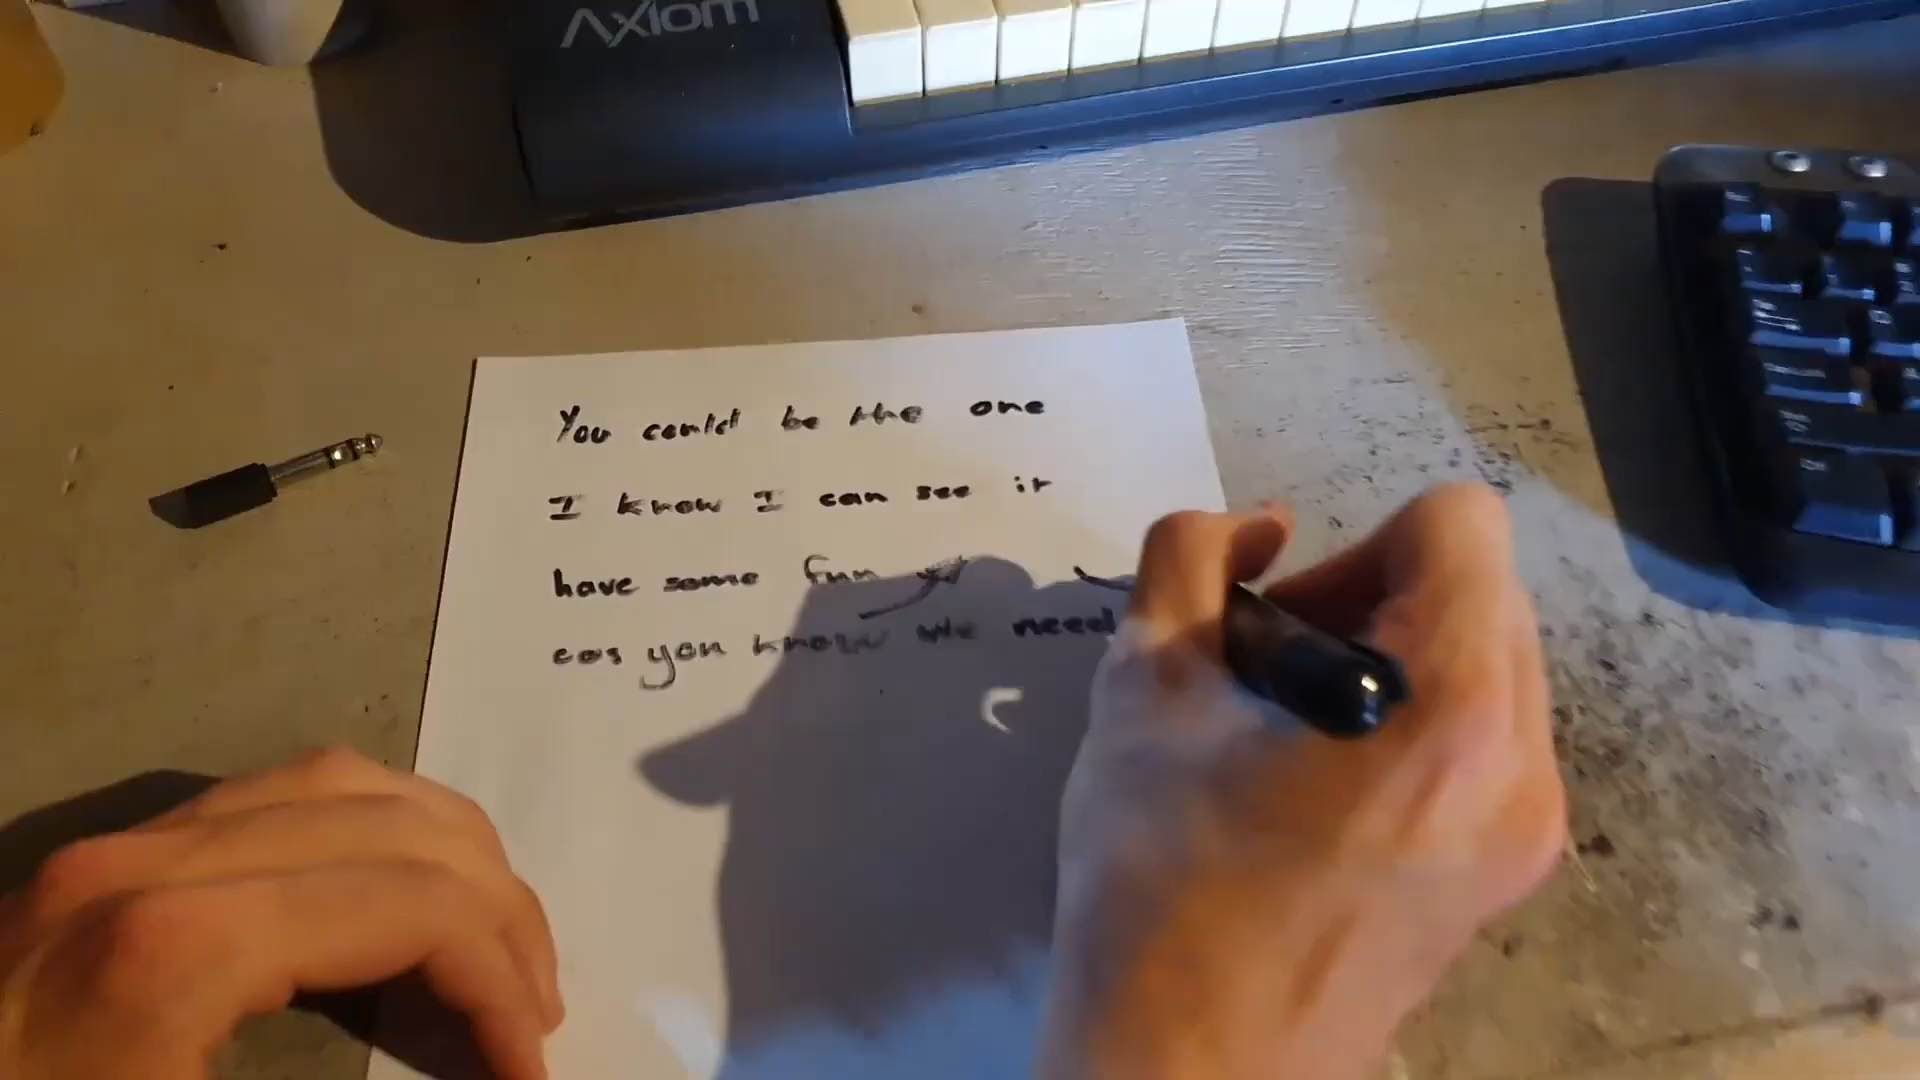 Axiom
You could be the one
I know I can see it
have some fun
cos you know we need